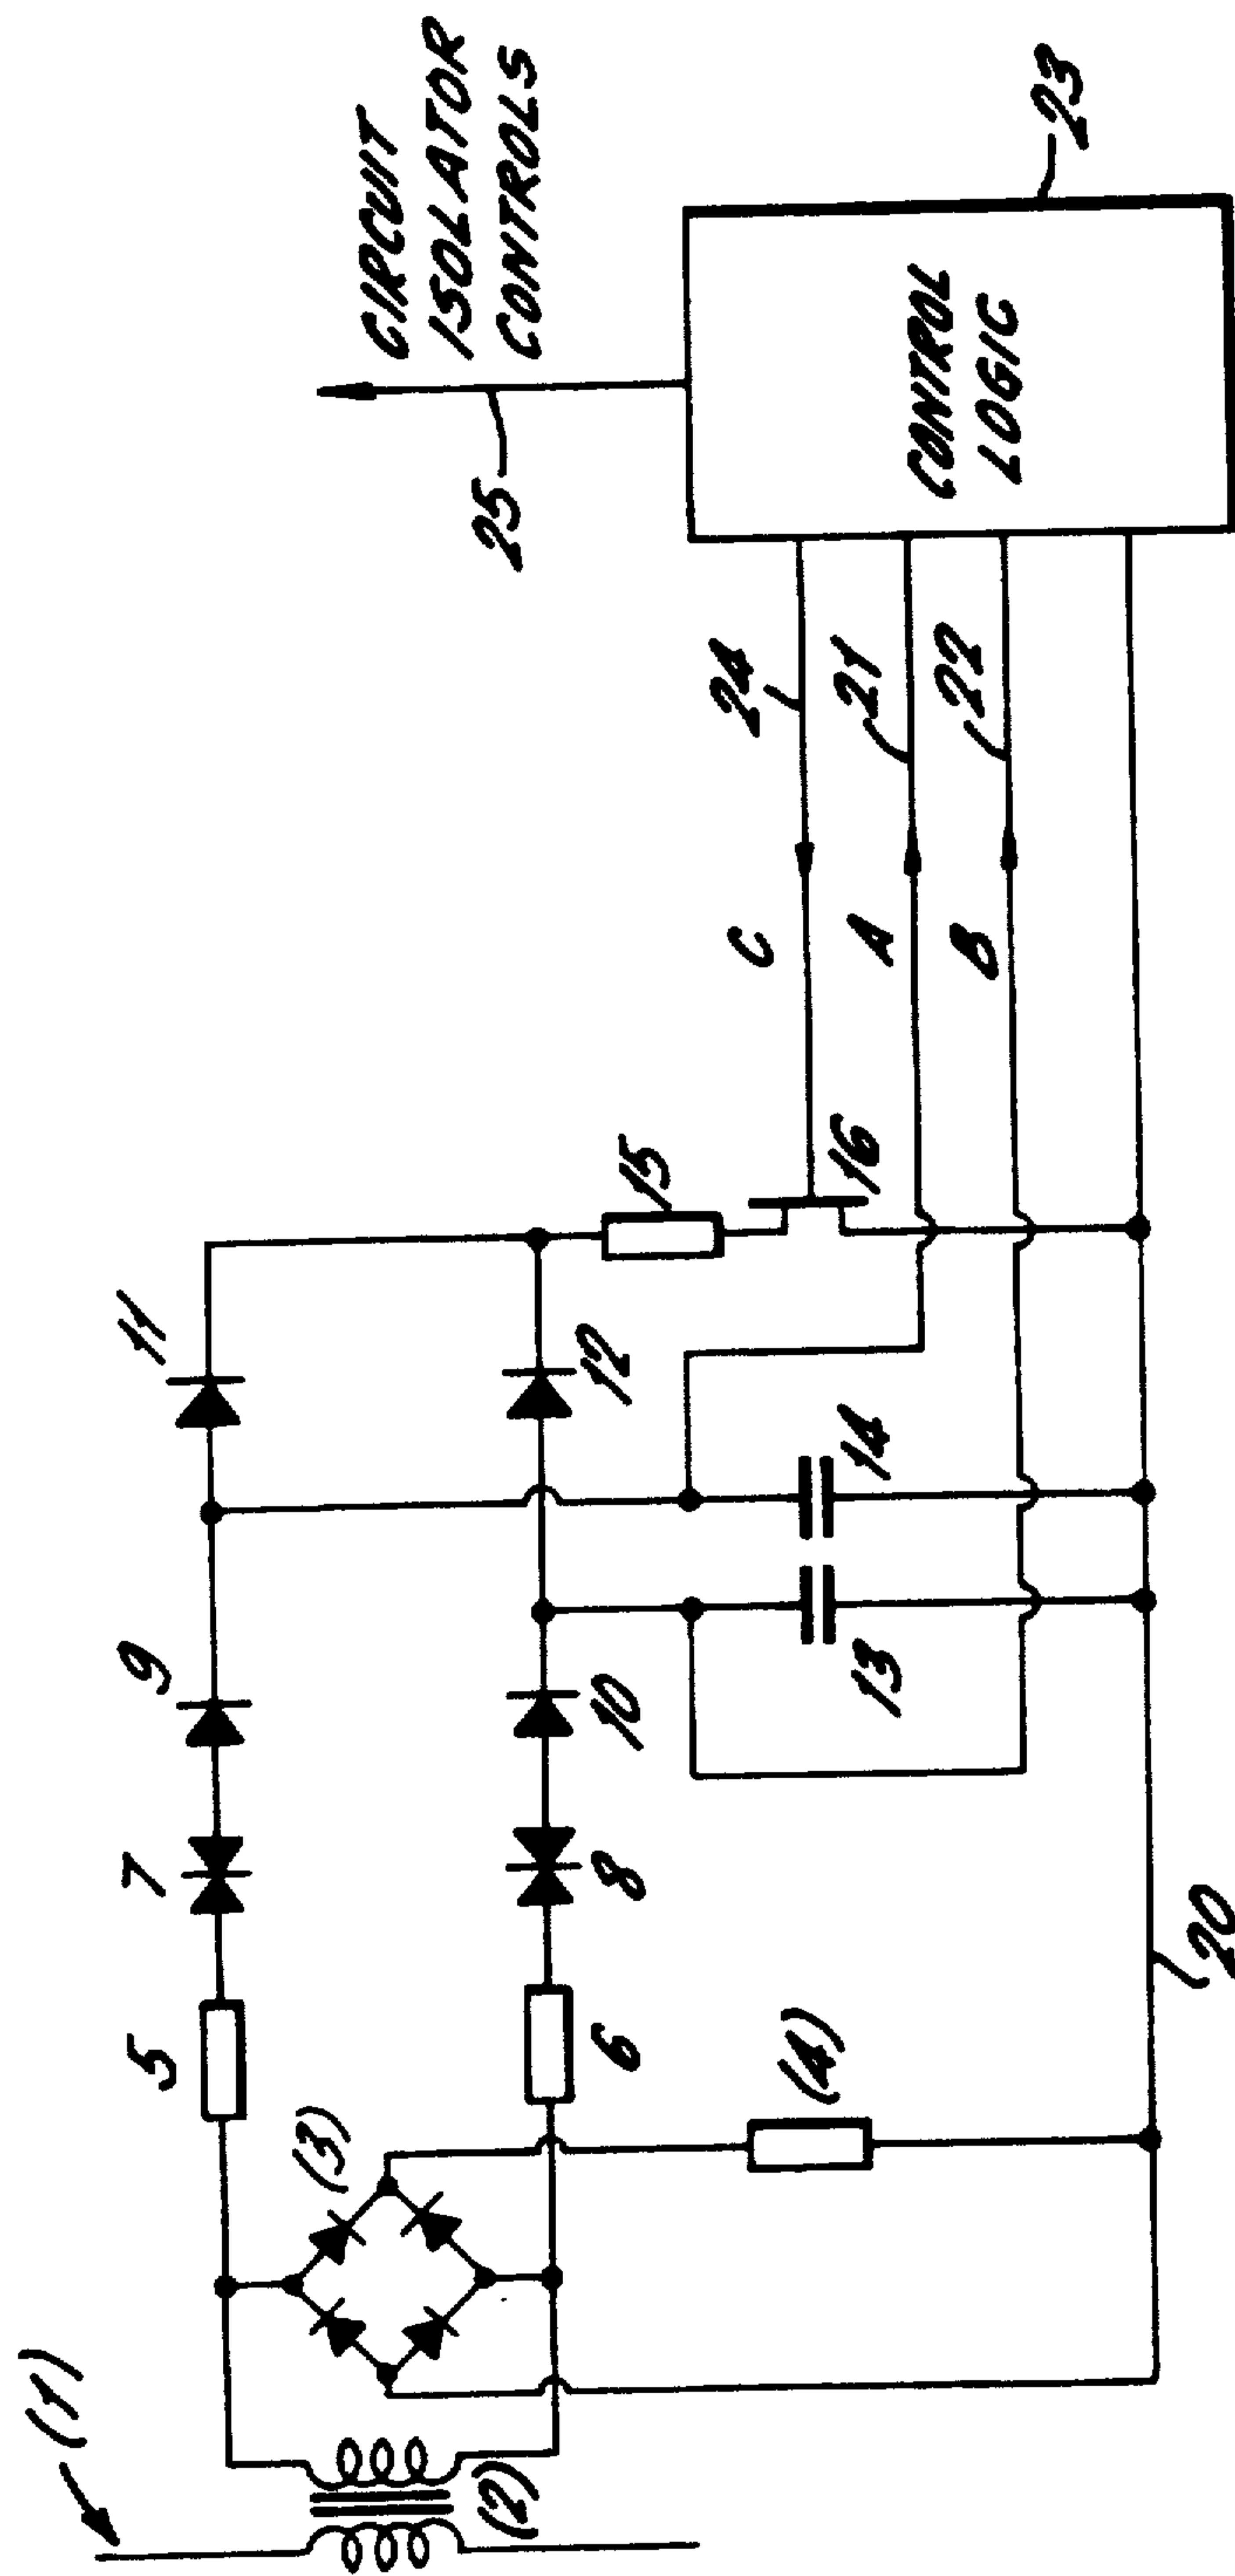 (1)
(2)
(3)
(4)
5
6
7
8
9
10
11
12
13
14
15
16
20
C
A
B
24
21
22
25
CIRCUIT
ISOLATOR
CONTROLS
CONTROL
LOGIC
23